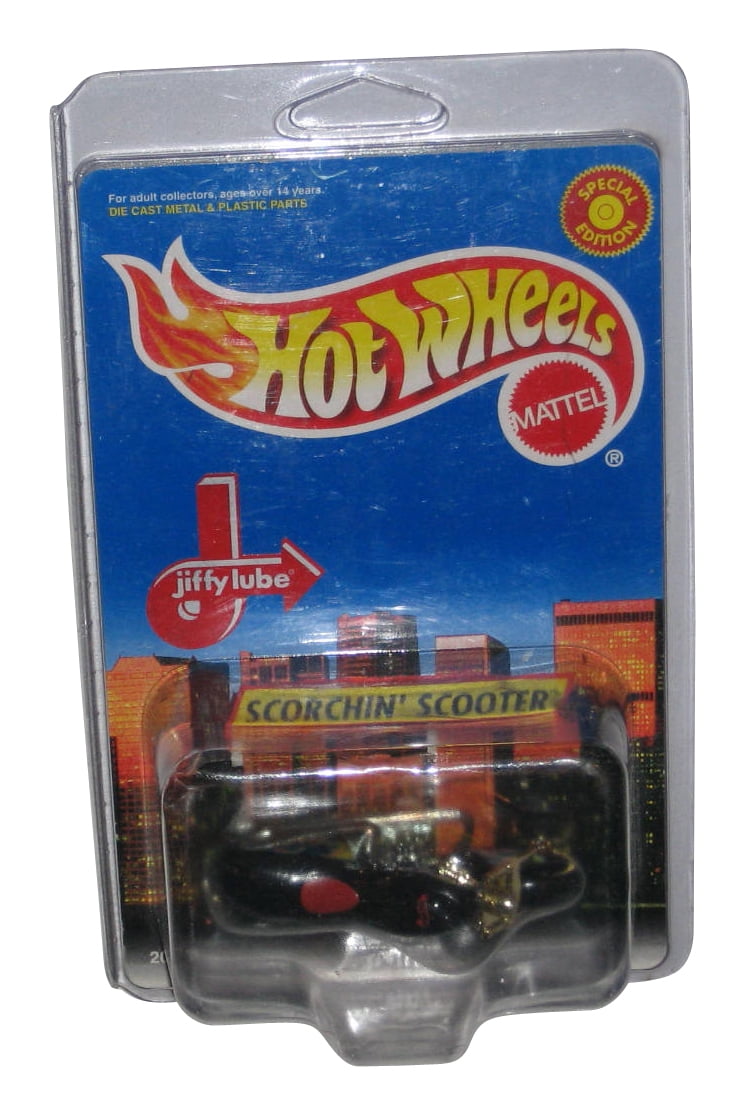 For adult collectors, ages over 14 years.
DIE CAST METAL & PLASTIC PARTS
SPECIAL
EDITION
HOT WHEELS
MATTEL
®
jiffy lube®
SCORCHIN' SCOOTER